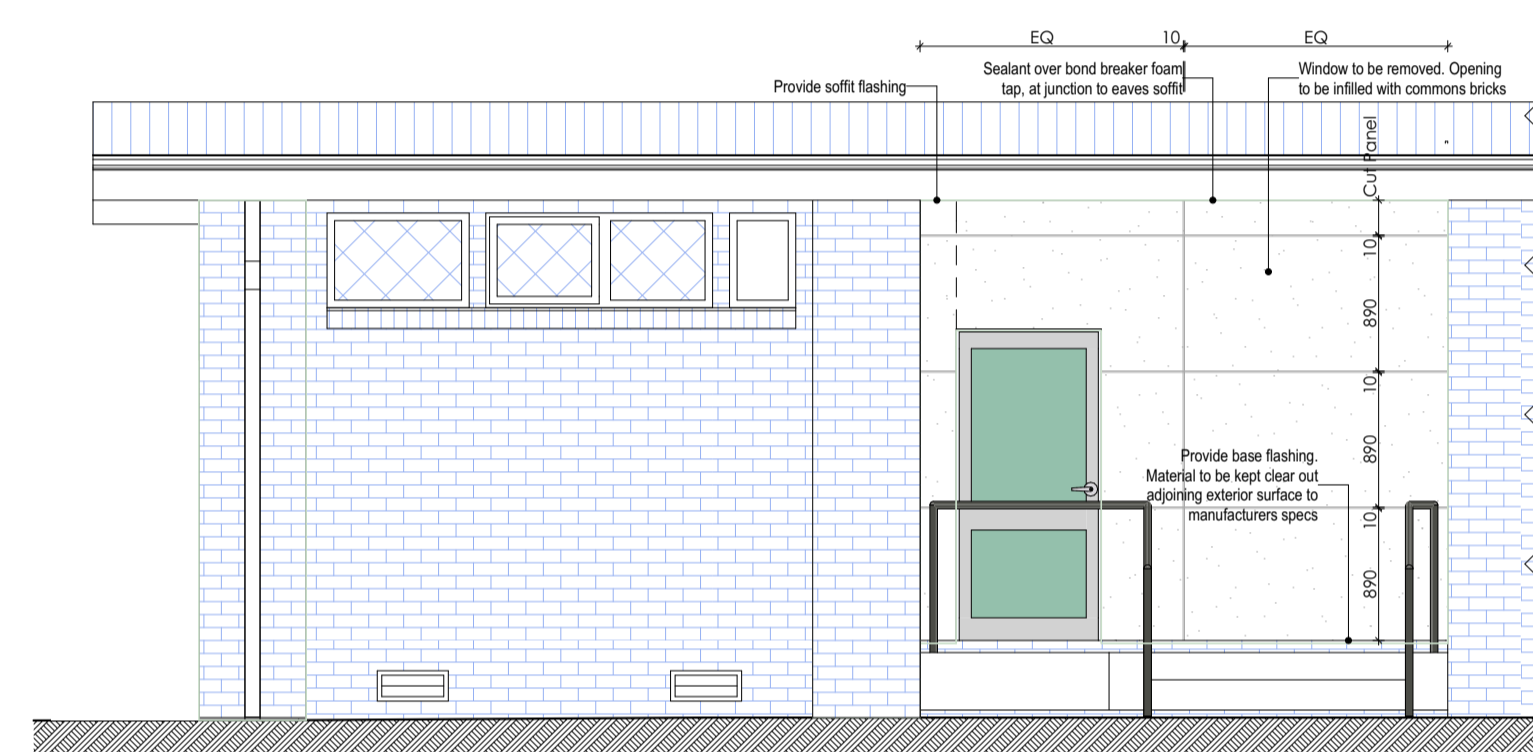 EQ
10
EQ
Sealant over bond breaker foam
tap, at junction to eaves soffit
Window to be removed. Opening
to be infilled with commons bricks
Provide soffit flashing
Cut Panel
10
890
10
890
Provide base flashing.
Material to be kept clear out
adjoining exterior surface to
manufacturers specs
10
890